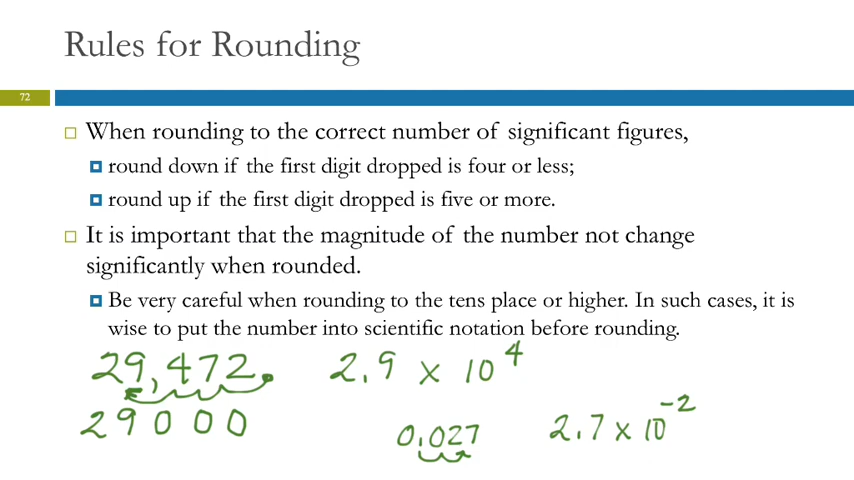 Rules for Rounding
72
When rounding to the correct number of significant figures,
round down if the first digit dropped is four or less;
round up if the first digit dropped is five or more.
It is important that the magnitude of the number not change
significantly when rounded.
Be very careful when rounding to the tens place or higher. In such cases, it is
wise to put the number into scientific notation before rounding.
29,472. 2.9 x 10⁴
29000
0.027 2.7 x 10⁻²